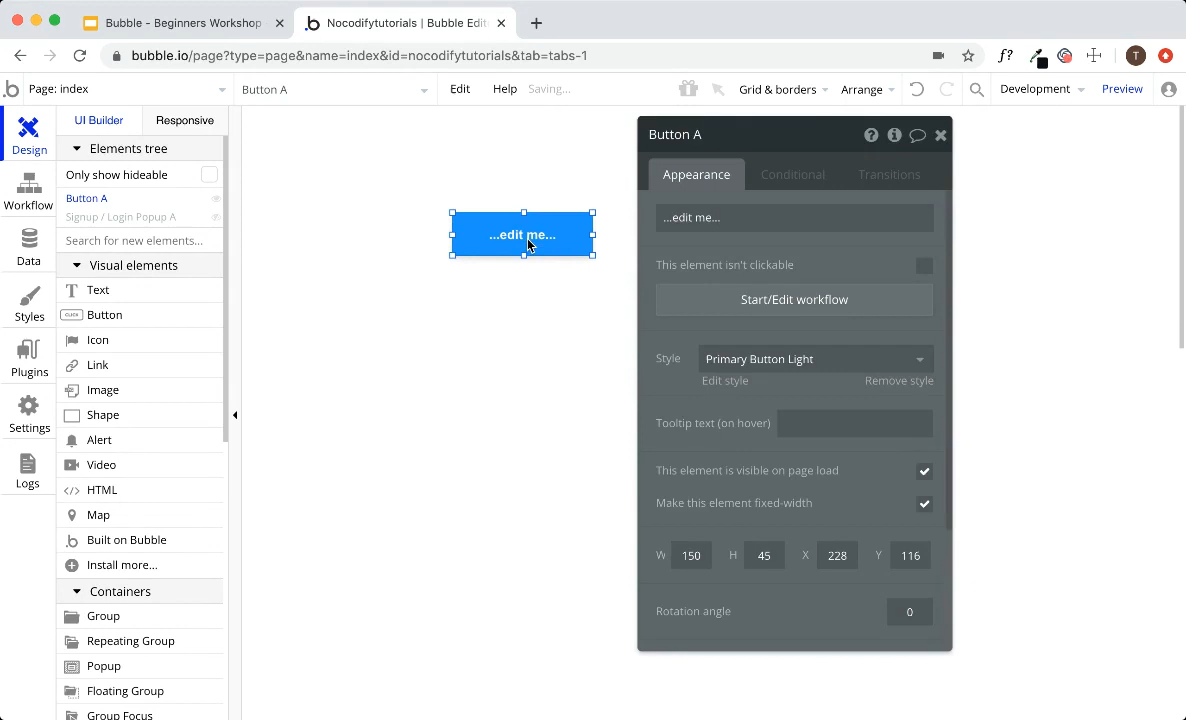 Bubble - Beginners Workshop
Nocodifytutorials | Bubble Edit
bubble.io/page?type=page&name=index&id=nocodifytutorials&tab=tabs-1
f?
T
Page: index
Button A
Edit
Help
Saving...
Grid & borders
Arrange
Development
Preview
Design
Workflow
Data
Styles
Plugins
Settings
Logs
UI Builder
Responsive
Elements tree
Only show hideable
Button A
Signup / Login Popup A
Search for new elements...
Visual elements
Text
CLICK Button
Icon
Link
Image
Shape
Alert
Video
</> HTML
Map
Built on Bubble
Install more...
Containers
Group
Repeating Group
Popup
Floating Group
Group Focus
...edit me...
Button A
Appearance
Conditional
Transitions
...edit me...
This element isn't clickable
Start/Edit workflow
Style
Primary Button Light
Edit style
Remove style
Tooltip text (on hover)
This element is visible on page load
Make this element fixed-width
W 150 H 45 X 228 Y 116
Rotation angle 0